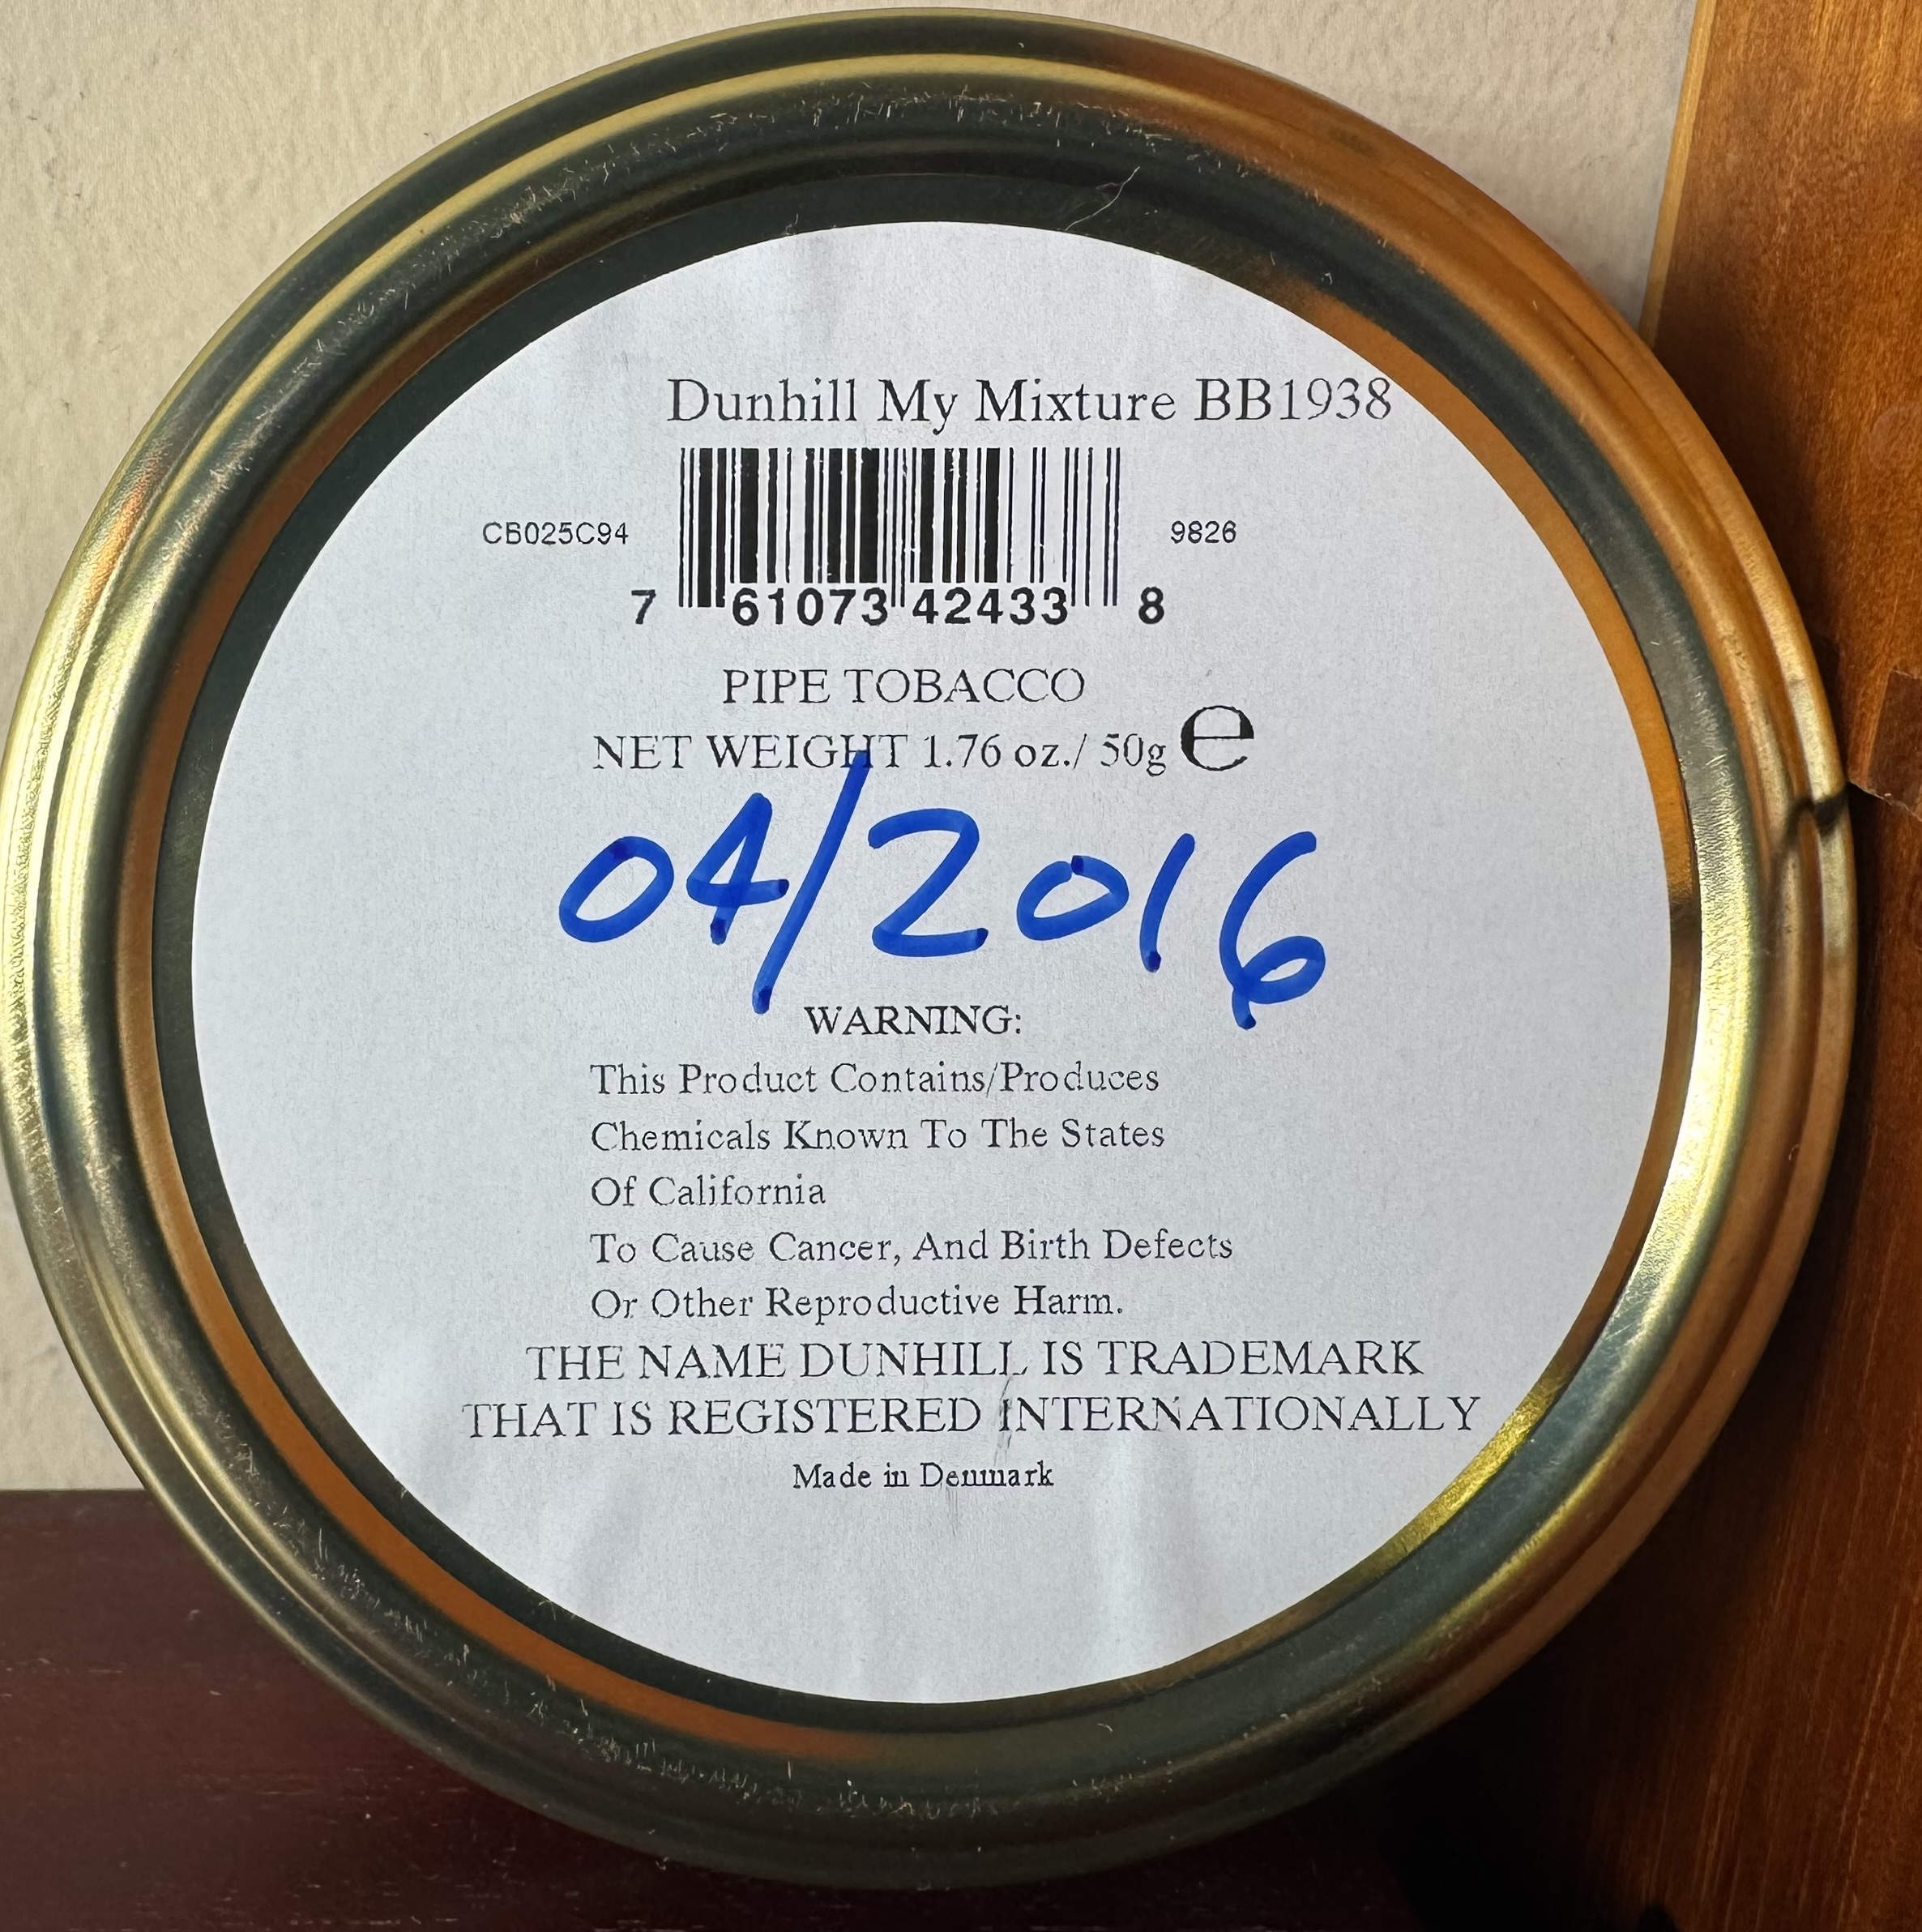 Dunhill My Mixture BB1938
CB025C94 9826
7 61073 42433 8
PIPE TOBACCO
NET WEIGHT 1.76 oz./ 50g e
04/2016
WARNING:
This Product Contains/Produces
Chemicals Known To The States
Of California
To Cause Cancer, And Birth Defects
Or Other Reproductive Harm.
THE NAME DUNHILL IS TRADEMARK
THAT IS REGISTERED INTERNATIONALLY
Made in Denmark